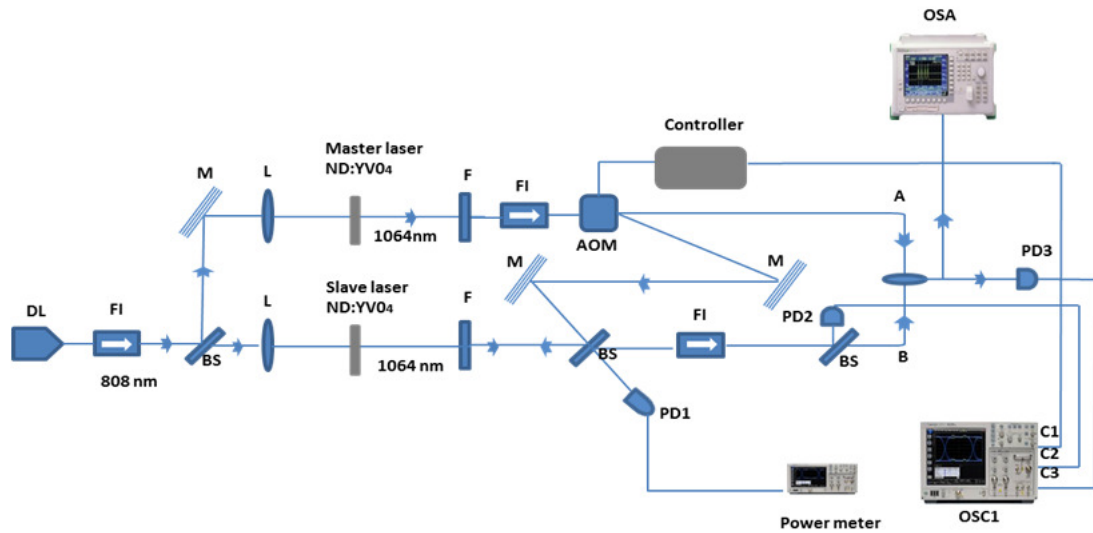 OSA
Controller
Master laser
ND:YV04
M
L
F
FI
A
1064nm
AOM
PD3
M
M
Slave laser
ND:YV04
DL
FI
L
F
FI
PD2
BS
BS
BS
B
808 nm
1064 nm
PD1
C1
C2
C3
Power meter
OSC1